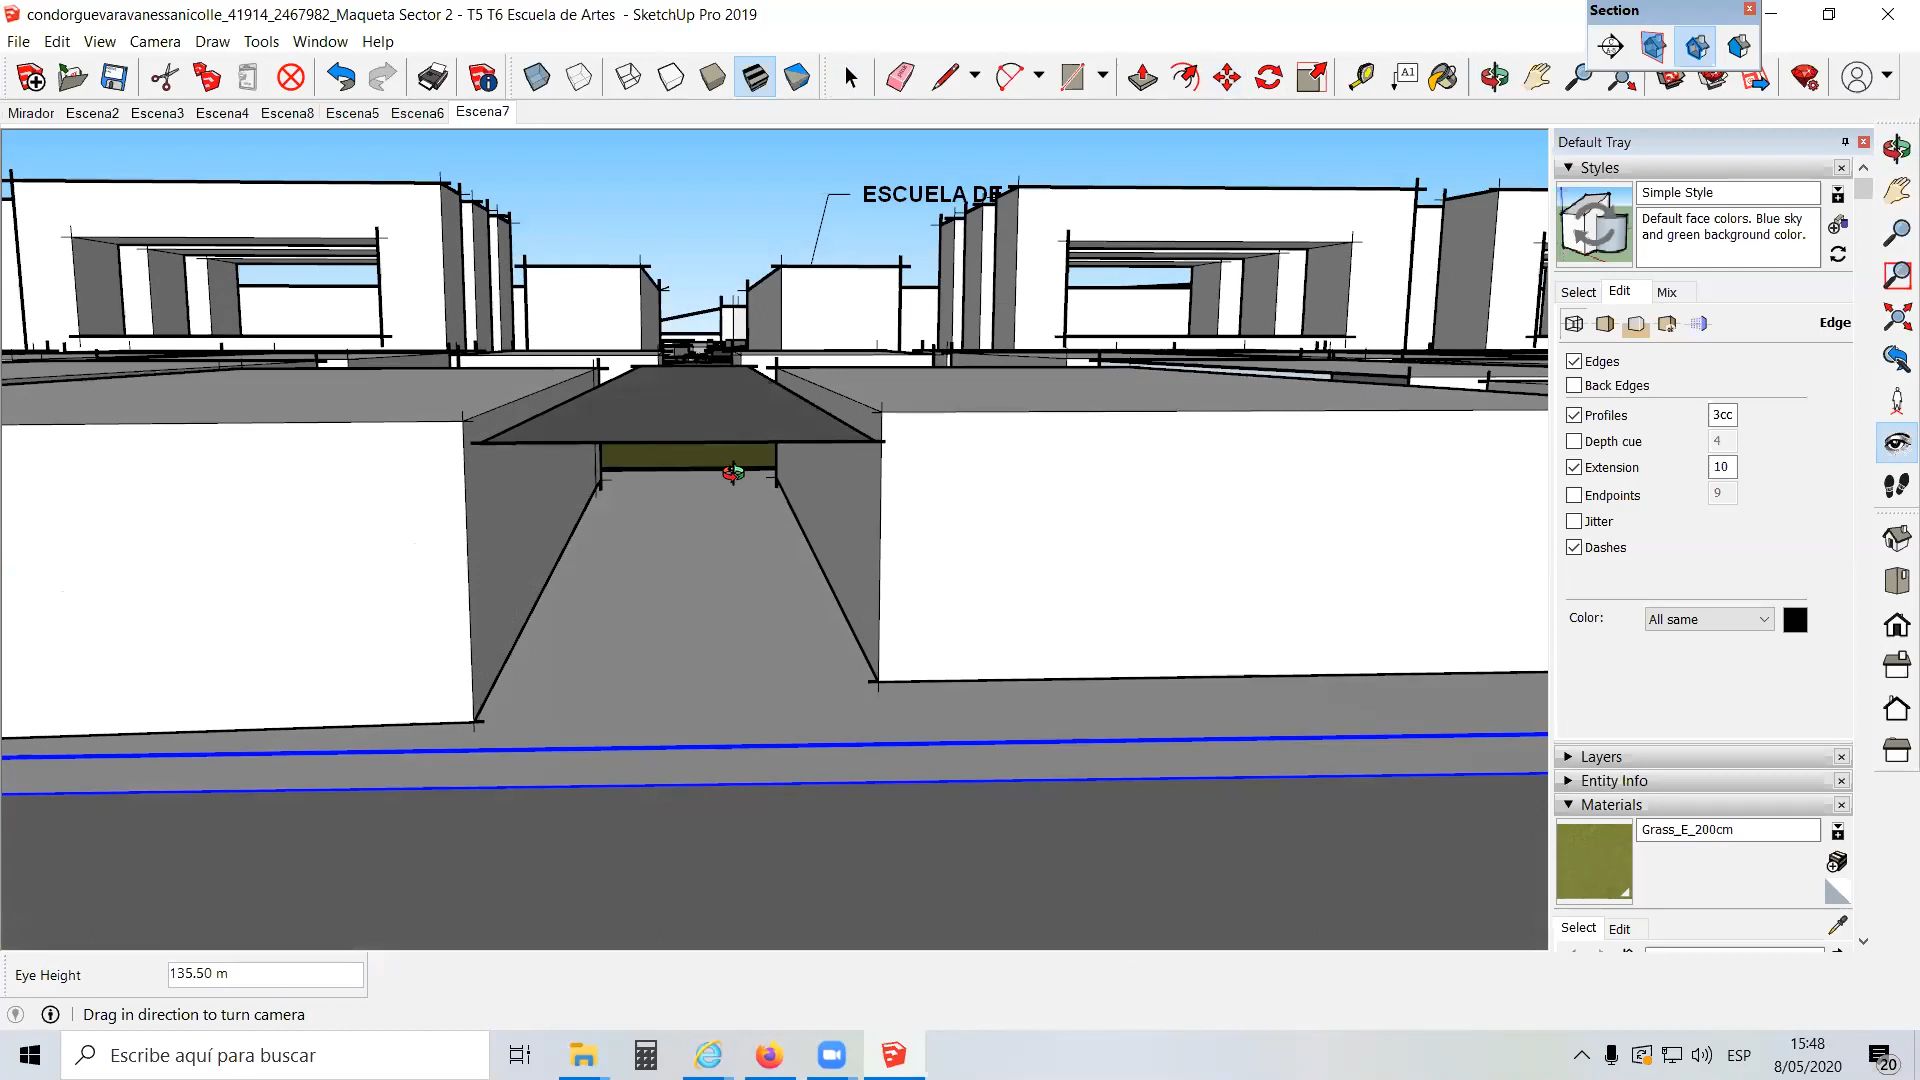 condorguevaravanessanicolle_41914_2467982_Maqueta Sector 2 - T5 T6 Escuela de Artes - SketchUp Pro 2019
Section
File Edit View Camera Draw Tools Window Help
A1
Mirador Escena2 Escena3 Escena4 Escena8 Escena5 Escena6 Escena7
ESCUELA DE
Default Tray
Styles
Simple Style
Default face colors. Blue sky
and green background color.
Select Edit Mix
Edge
Edges
Back Edges
Profiles 3cc
Depth cue 4
Extension 10
Endpoints 9
Jitter
Dashes
Color: All same
Layers
Entity Info
Materials
Grass_E_200cm
Select Edit
Eye Height 135.50 m
Drag in direction to turn camera
Escribe aquí para buscar
ESP
15:48
8/05/2020
20